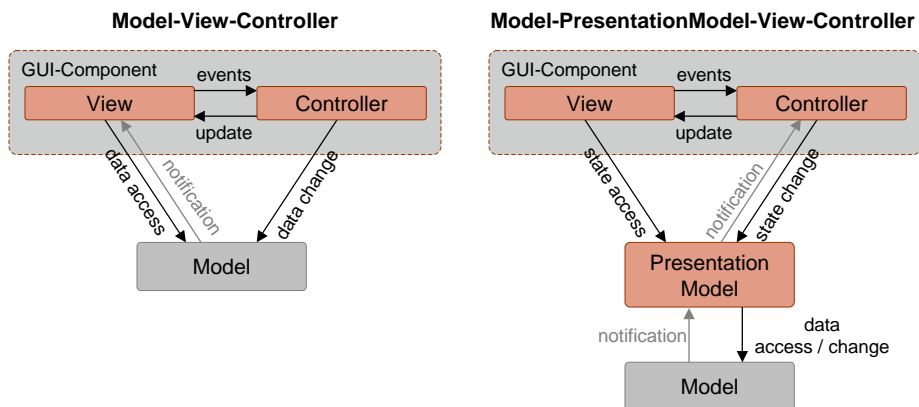 Model-View-Controller
GUI-Component
events
View
Controller
update
data access
notification
data change
Model
Model-PresentationModel-View-Controller
GUI-Component
events
View
Controller
update
state access
notification
state change
Presentation
Model
notification
data
access / change
Model